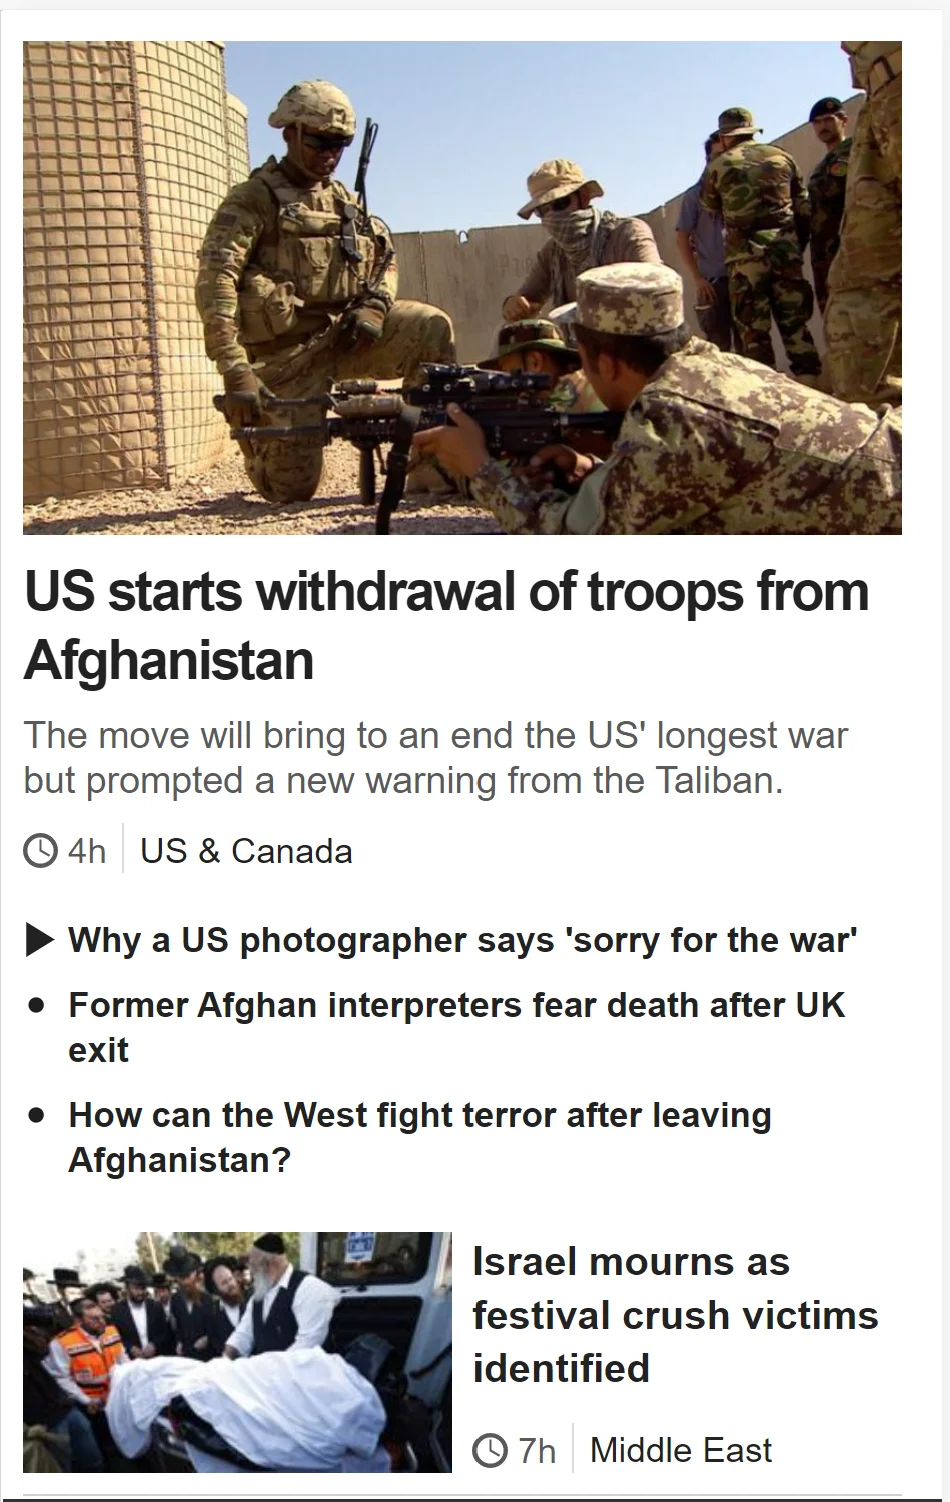 US starts withdrawal of troops from
Afghanistan
The move will bring to an end the US' longest war
but prompted a new warning from the Taliban.
4h US & Canada
Why a US photographer says 'sorry for the war'
Former Afghan interpreters fear death after UK
exit
How can the West fight terror after leaving
Afghanistan?
Israel mourns as
festival crush victims
identified
7h Middle East